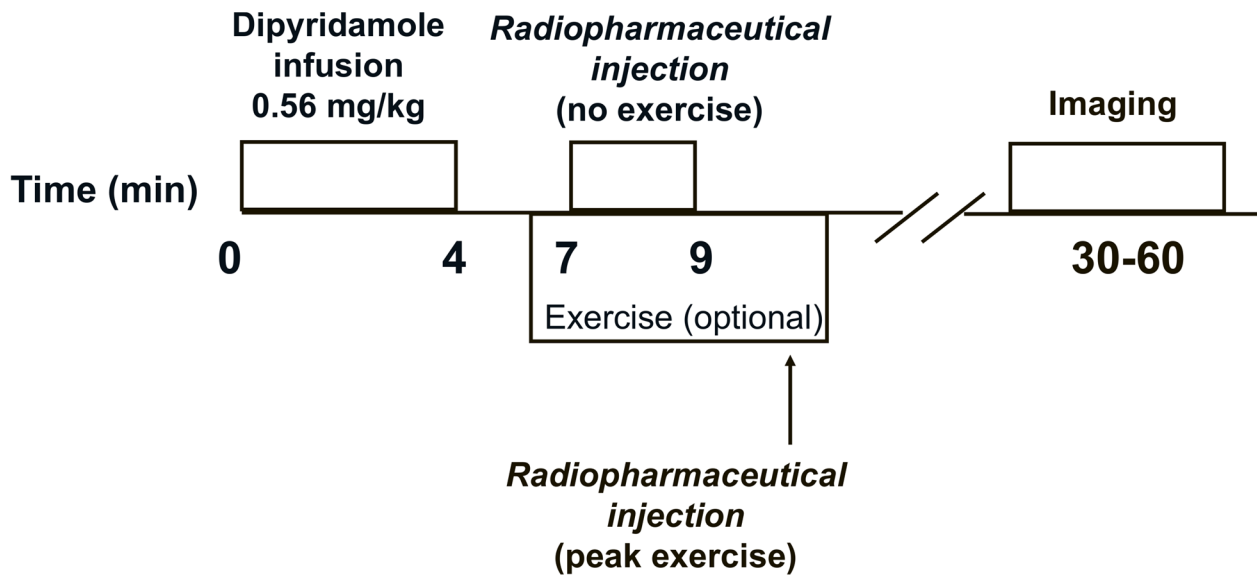 Dipyridamole
infusion
0.56 mg/kg
Radiopharmaceutical
injection
(no exercise)
Imaging
Time (min)
0
4
7
9
30-60
Exercise (optional)
Radiopharmaceutical
injection
(peak exercise)